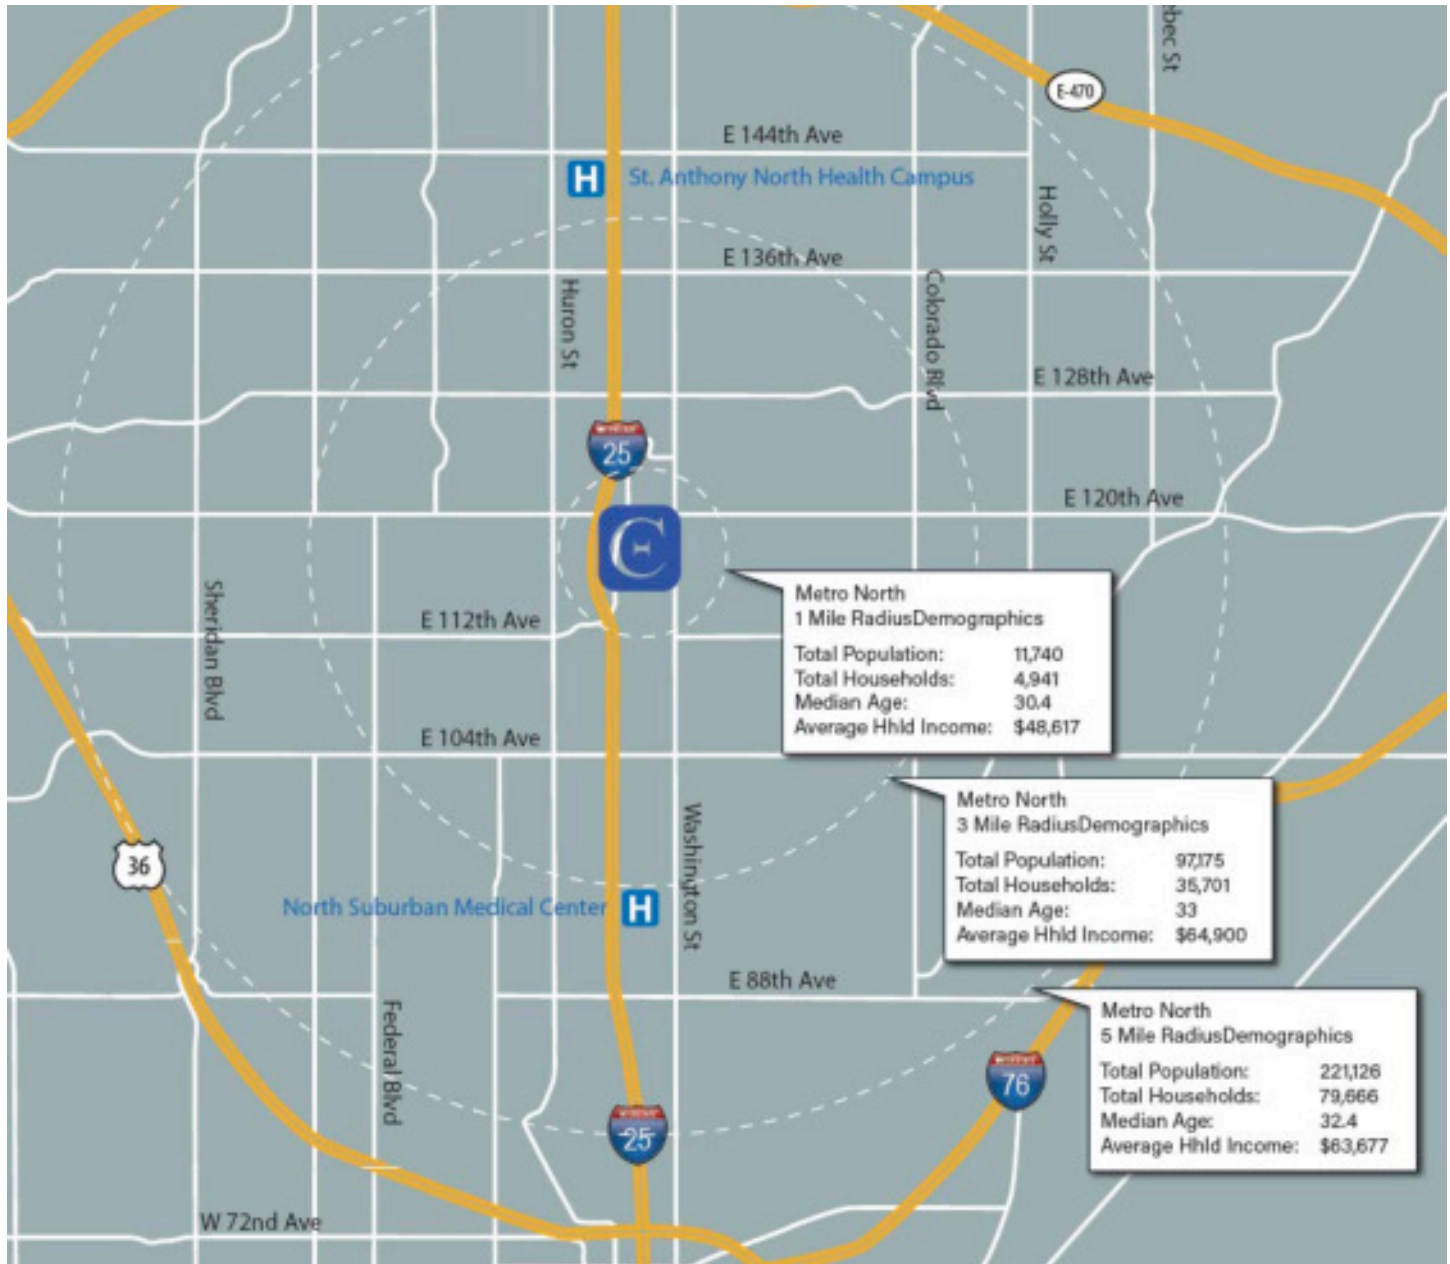 ebec St
E-470
E 144th Ave
H
St. Anthony North Health Campus
Holly St
E 136th Ave
Huron St
Colorado Blvd
E 128th Ave
25
E 120th Ave
C
Metro North
1 Mile RadiusDemographics
Total Population: 11,740
Total Households: 4,941
Median Age: 30.4
Average Hhld Income: $48,617
Sheridan Blvd
E 112th Ave
E 104th Ave
Metro North
3 Mile RadiusDemographics
Total Population: 97,175
Total Households: 35,701
Median Age: 33
Average Hhld Income: $64,900
Washington St
36
North Suburban Medical Center
H
E 88th Ave
Federal Blvd
Metro North
5 Mile RadiusDemographics
Total Population: 221,126
Total Households: 79,666
Median Age: 32.4
Average Hhld Income: $63,677
76
25
W 72nd Ave